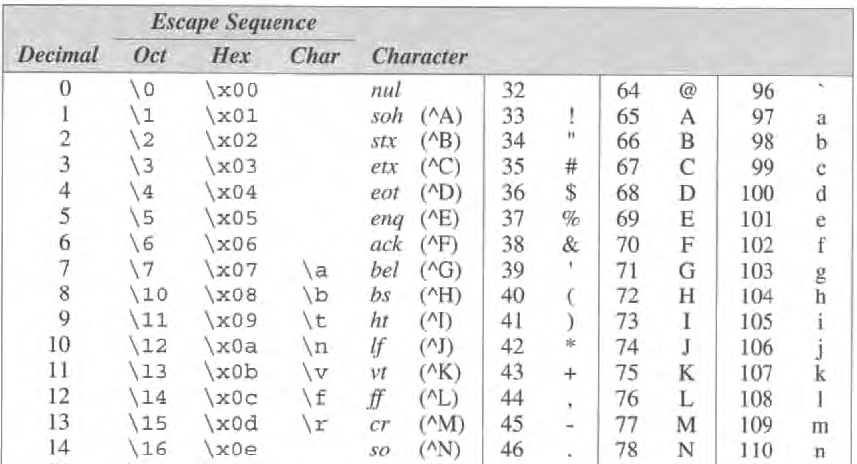 Escape Sequence
Decimal Oct Hex Char Character
0 \0 \x00 nul 32 64 @ 96 `
1 \1 \x01 soh (^A) 33 ! 65 A 97 a
2 \2 \x02 stx (^B) 34 " 66 B 98 b
3 \3 \x03 etx (^C) 35 # 67 C 99 c
4 \4 \x04 eot (^D) 36 $ 68 D 100 d
5 \5 \x05 enq (^E) 37 % 69 E 101 e
6 \6 \x06 ack (^F) 38 & 70 F 102 f
7 \7 \x07 \a bel (^G) 39 ' 71 G 103 g
8 \10 \x08 \b bs (^H) 40 ( 72 H 104 h
9 \11 \x09 \t ht (^I) 41 ) 73 I 105 i
10 \12 \x0a \n lf (^J) 42 * 74 J 106 j
11 \13 \x0b \v vt (^K) 43 + 75 K 107 k
12 \14 \x0c \f ff (^L) 44 , 76 L 108 l
13 \15 \x0d \r cr (^M) 45 - 77 M 109 m
14 \16 \x0e so (^N) 46 . 78 N 110 n